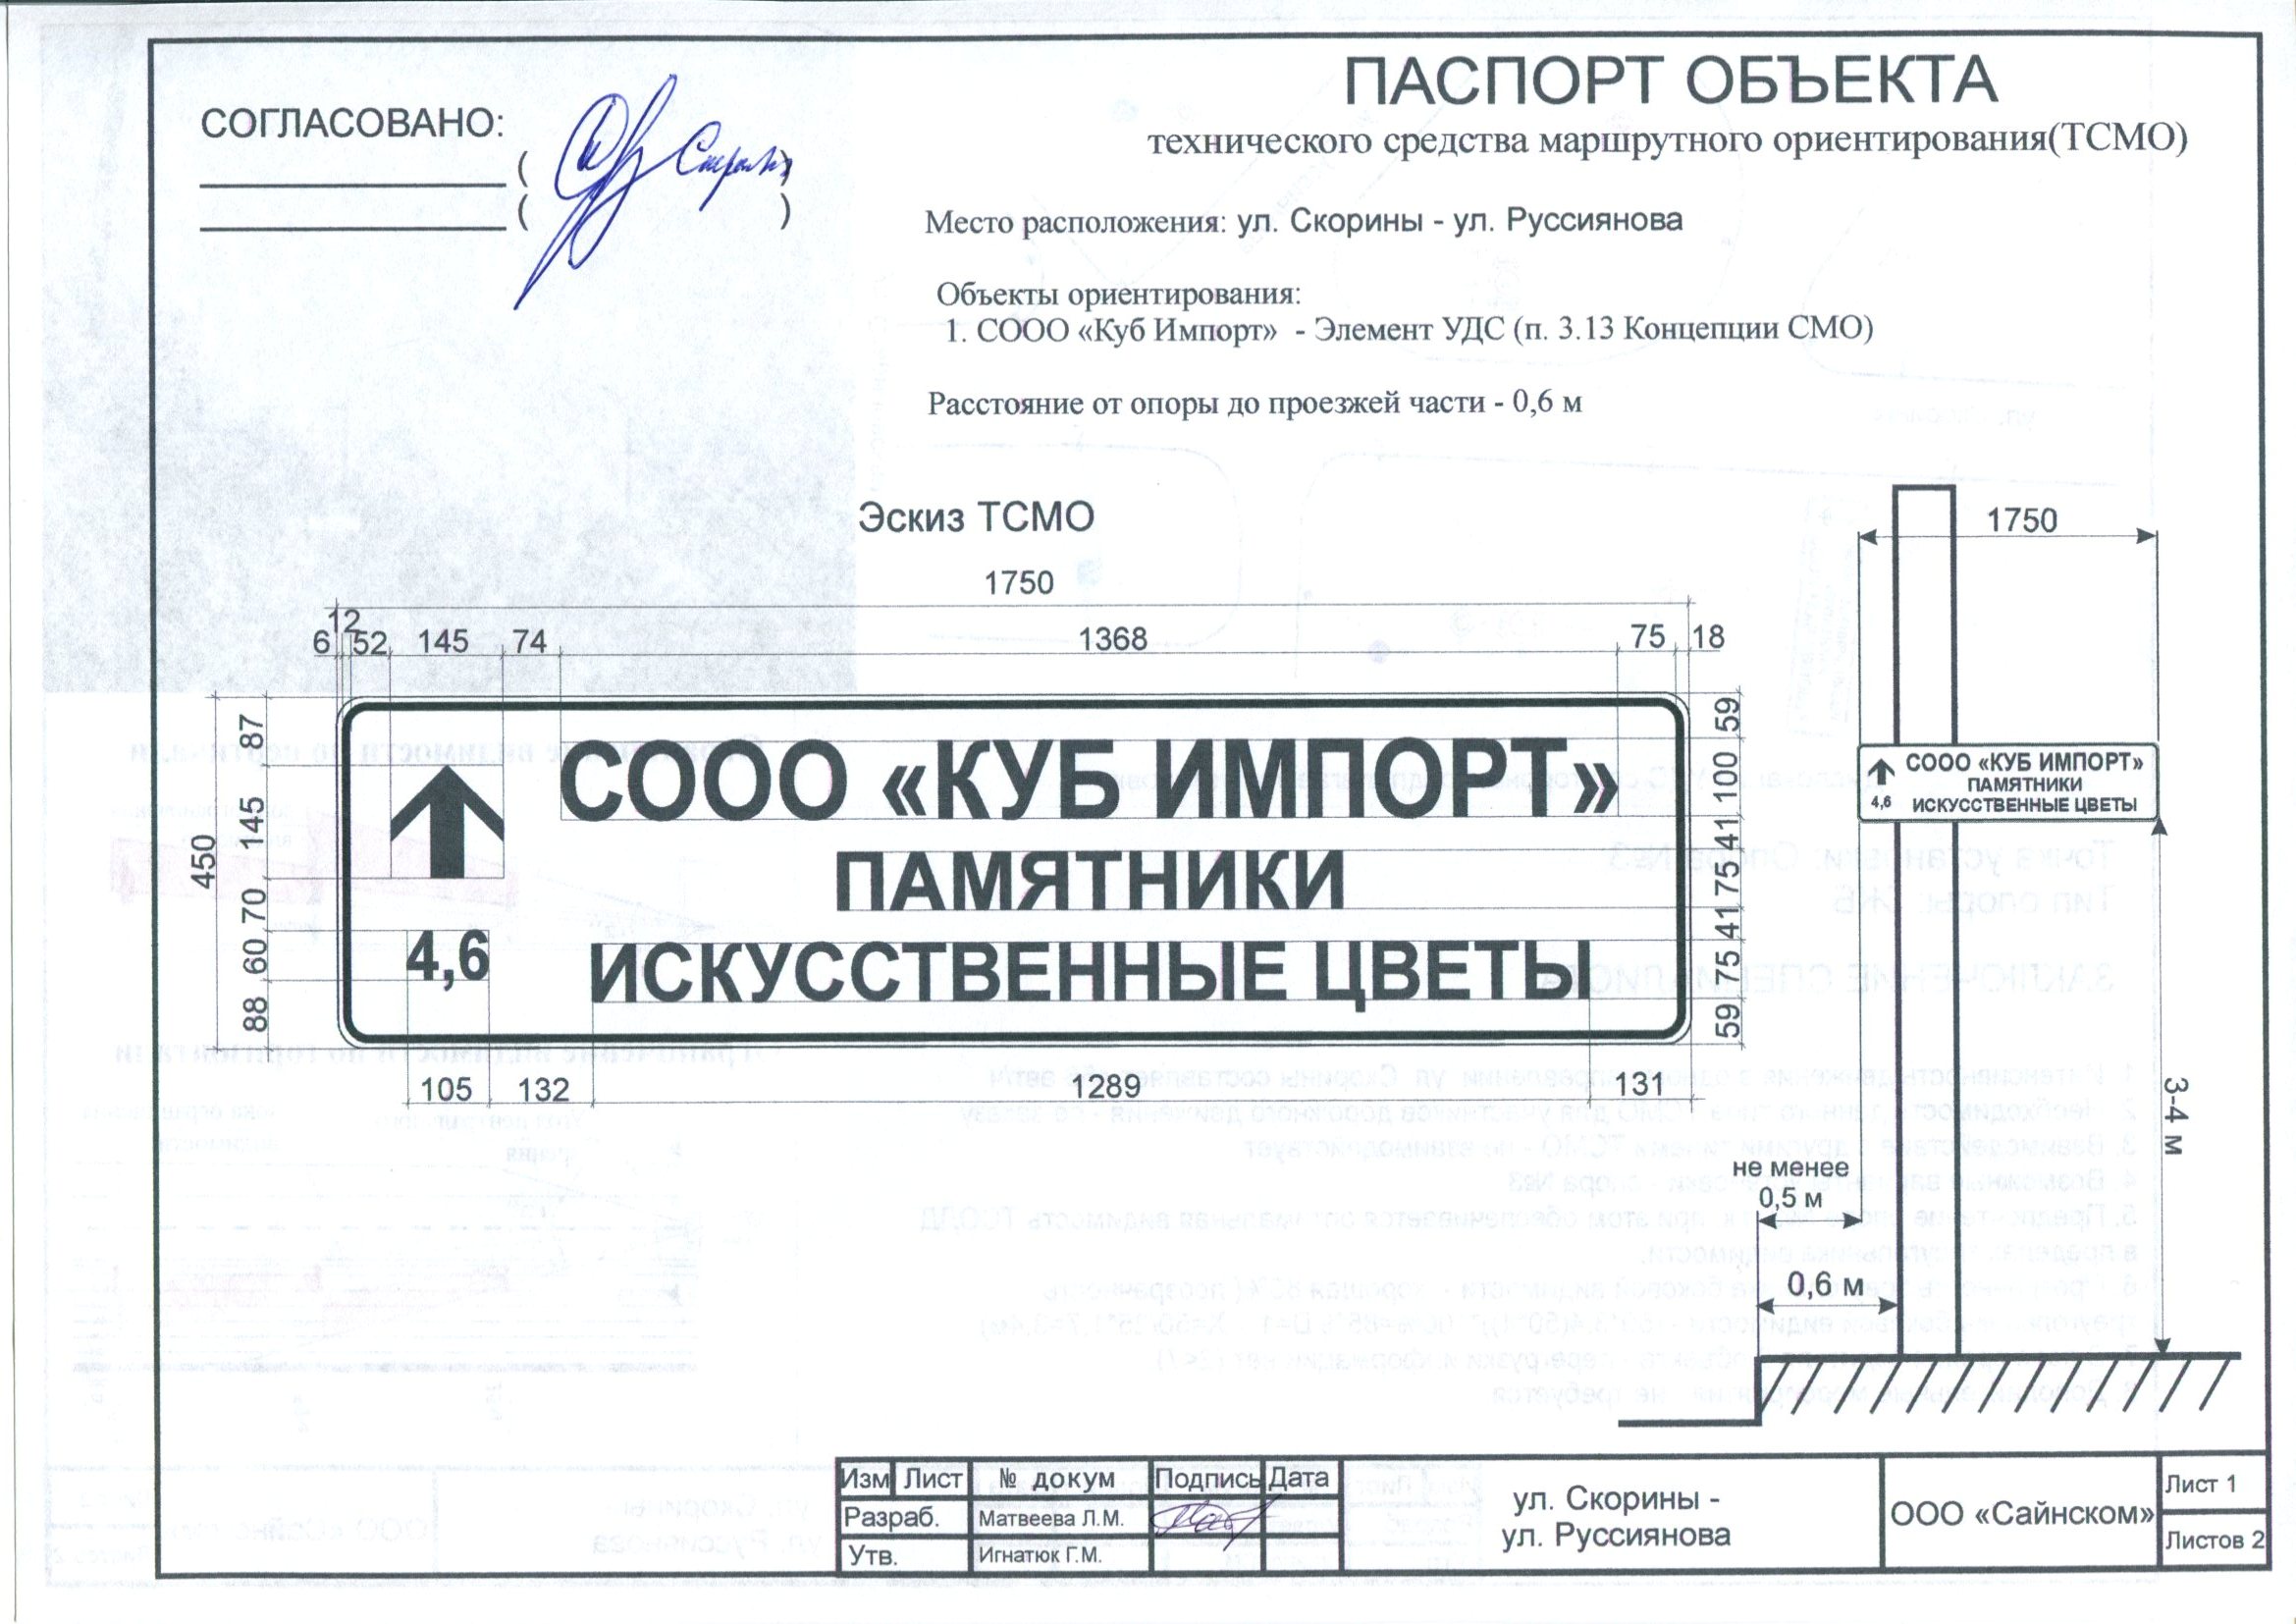 ПАСПОРТ ОБЪЕКТА
технического средства маршрутного ориентирования(ТСМО)
СОГЛАСОВАНО:
( )
( )
Место расположения: ул. Скорины - ул. Руссиянова
Объекты ориентирования:
1. СООО «Куб Импорт» - Элемент УДС (п. 3.13 Концепции СМО)
Расстояние от опоры до проезжей части - 0,6 м
Эскиз ТСМО
1750
12
6 52 145 74 1368 75 18
450
87 145 70 60 88
СООО «КУБ ИМПОРТ»
ПАМЯТНИКИ
4,6
ИСКУССТВЕННЫЕ ЦВЕТЫ
59 100 41 75 41 75 59
105 132 1289 131
1750
СООО «КУБ ИМПОРТ»
ПАМЯТНИКИ
4,6 ИСКУССТВЕННЫЕ ЦВЕТЫ
3-4 м
не менее
0,5 м
0,6 м
Изм Лист № докум Подпись Дата
Разраб. Матвеева Л.М.
Утв. Игнатюк Г.М.
ул. Скорины -
ул. Руссиянова
ООО «Сайнском»
Лист 1
Листов 2